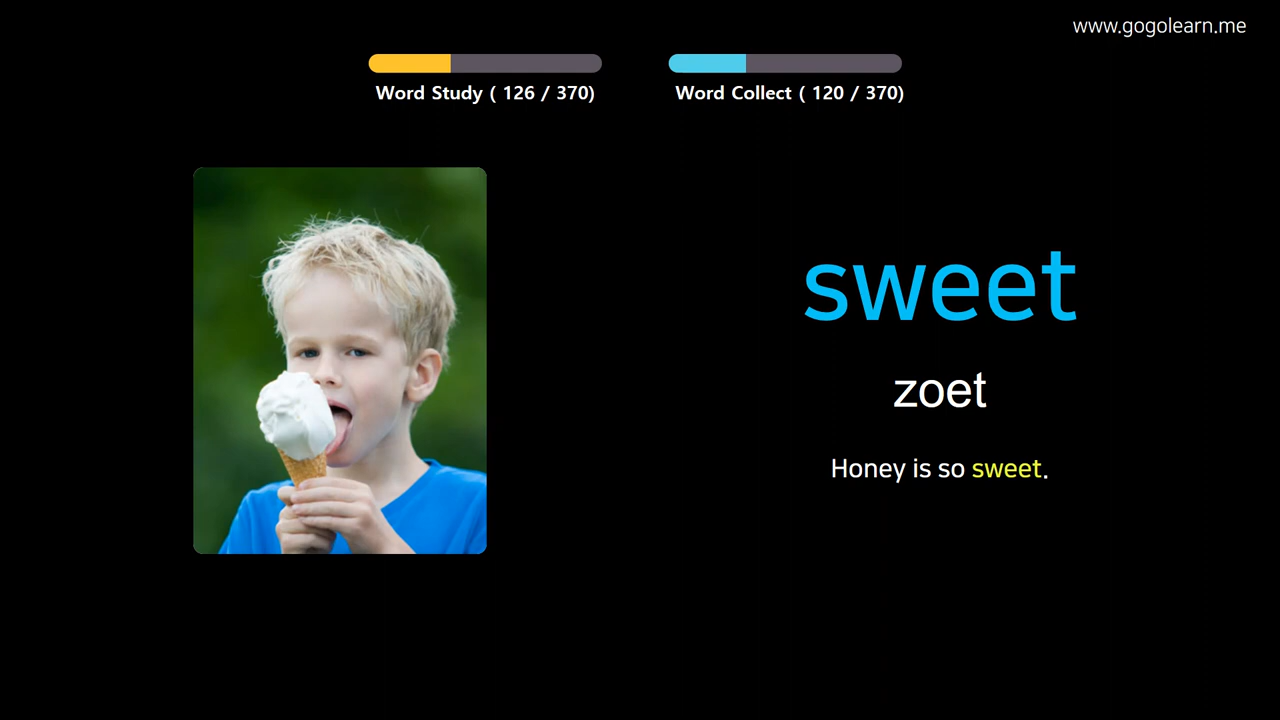 www.gogolearn.me
Word Study ( 126 / 370)
Word Collect ( 120 / 370)
sweet
zoet
Honey is so sweet.